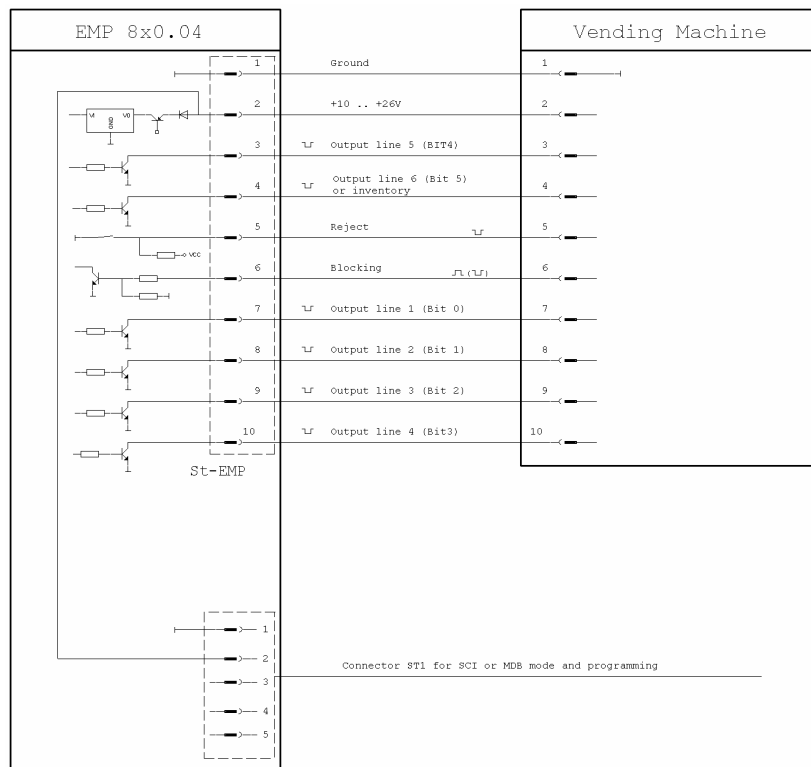 EMP 8x0.04
Vending Machine
1 Ground 1
VI VO
GND
2 +10 .. +26V 2
3 Output line 5 (BIT4) 3
4 Output line 6 (Bit 5) 4
or inventory
5 Reject 5
VCC
6 Blocking ( ) 6
7 Output line 1 (Bit 0) 7
8 Output line 2 (Bit 1) 8
9 Output line 3 (Bit 2) 9
10 Output line 4 (Bit3) 10
St-EMP
1
2
Connector ST1 for SCI or MDB mode and programming
3
4
5